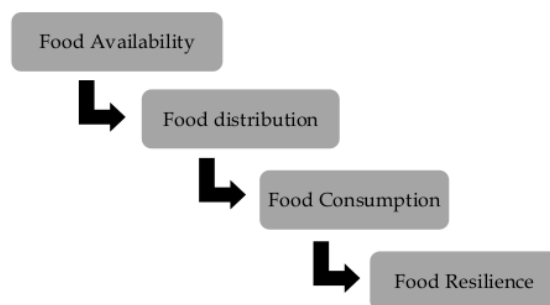 Food Availability
Food distribution
Food Consumption
Food Resilience